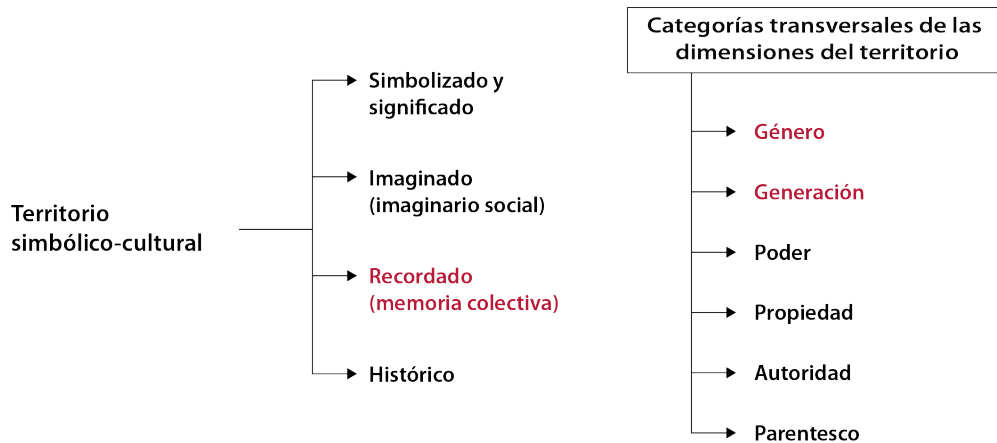 Territorio
simbólico-cultural
Simbolizado y
significado
Imaginado
(imaginario social)
Recordado
(memoria colectiva)
Histórico
Categorías transversales de las
dimensiones del territorio
Género
Generación
Poder
Propiedad
Autoridad
Parentesco